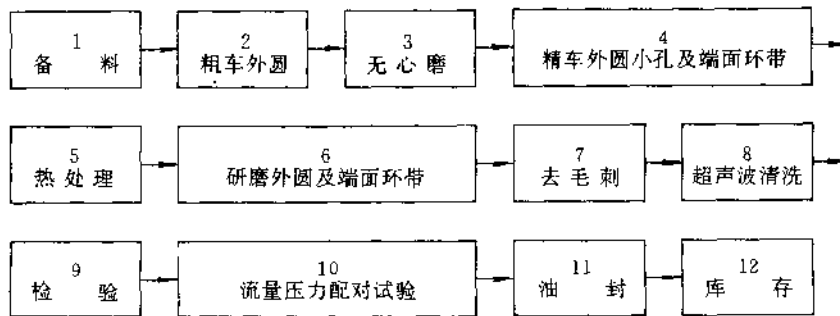 1
备 料
2
粗车外圆
3
无心磨
4
精车外圆小孔及端面环带
5
热处理
6
研磨外圆及端面环带
7
去毛刺
8
超声波清洗
9
检 验
10
流量压力配对试验
11
油 封
12
库 存